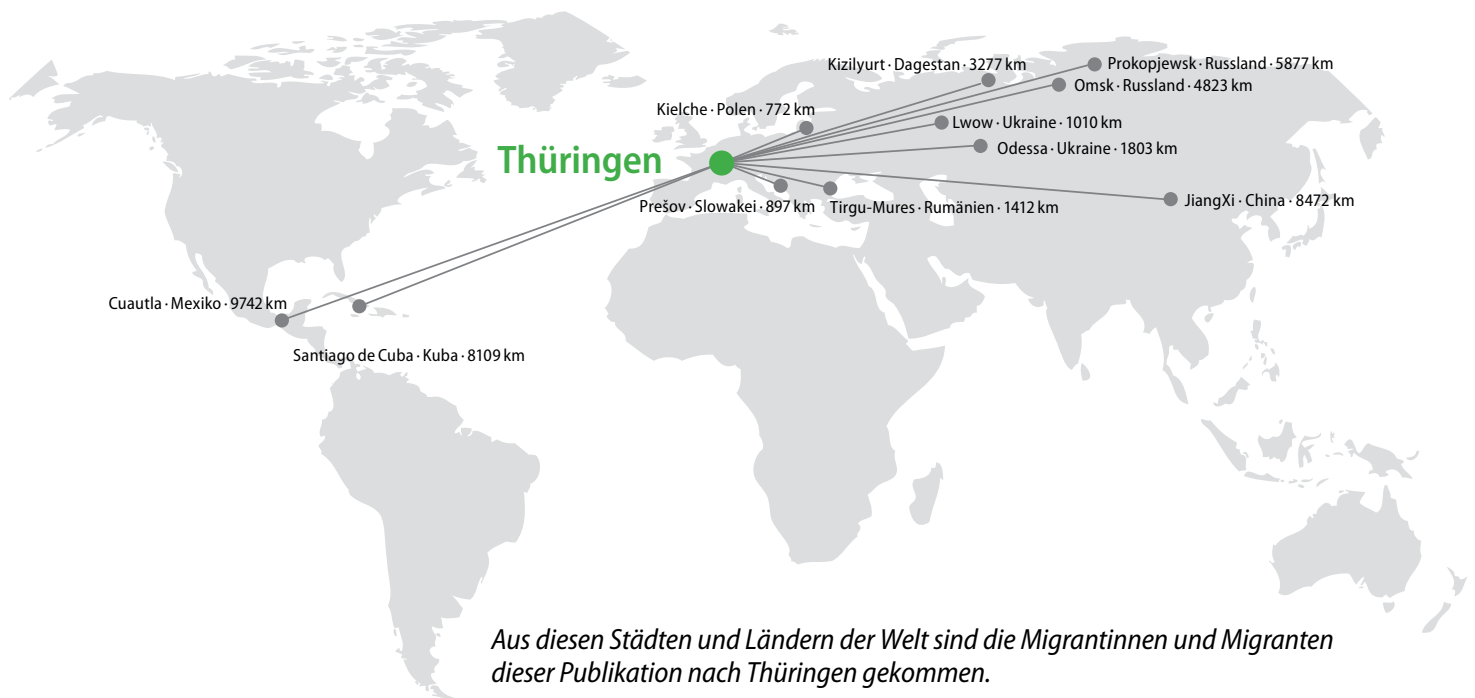 Kizilyurt · Dagestan · 3277 km
Prokopjewsk · Russland · 5877 km
Omsk · Russland · 4823 km
Kielche · Polen · 772 km
Lwow · Ukraine · 1010 km
Odessa · Ukraine · 1803 km
Thüringen
Prešov · Slowakei · 897 km
Tirgu-Mures · Rumänien · 1412 km
JiangXi · China · 8472 km
Cuautla · Mexiko · 9742 km
Santiago de Cuba · Kuba · 8109 km
Aus diesen Städten und Ländern der Welt sind die Migrantinnen und Migranten
dieser Publikation nach Thüringen gekommen.